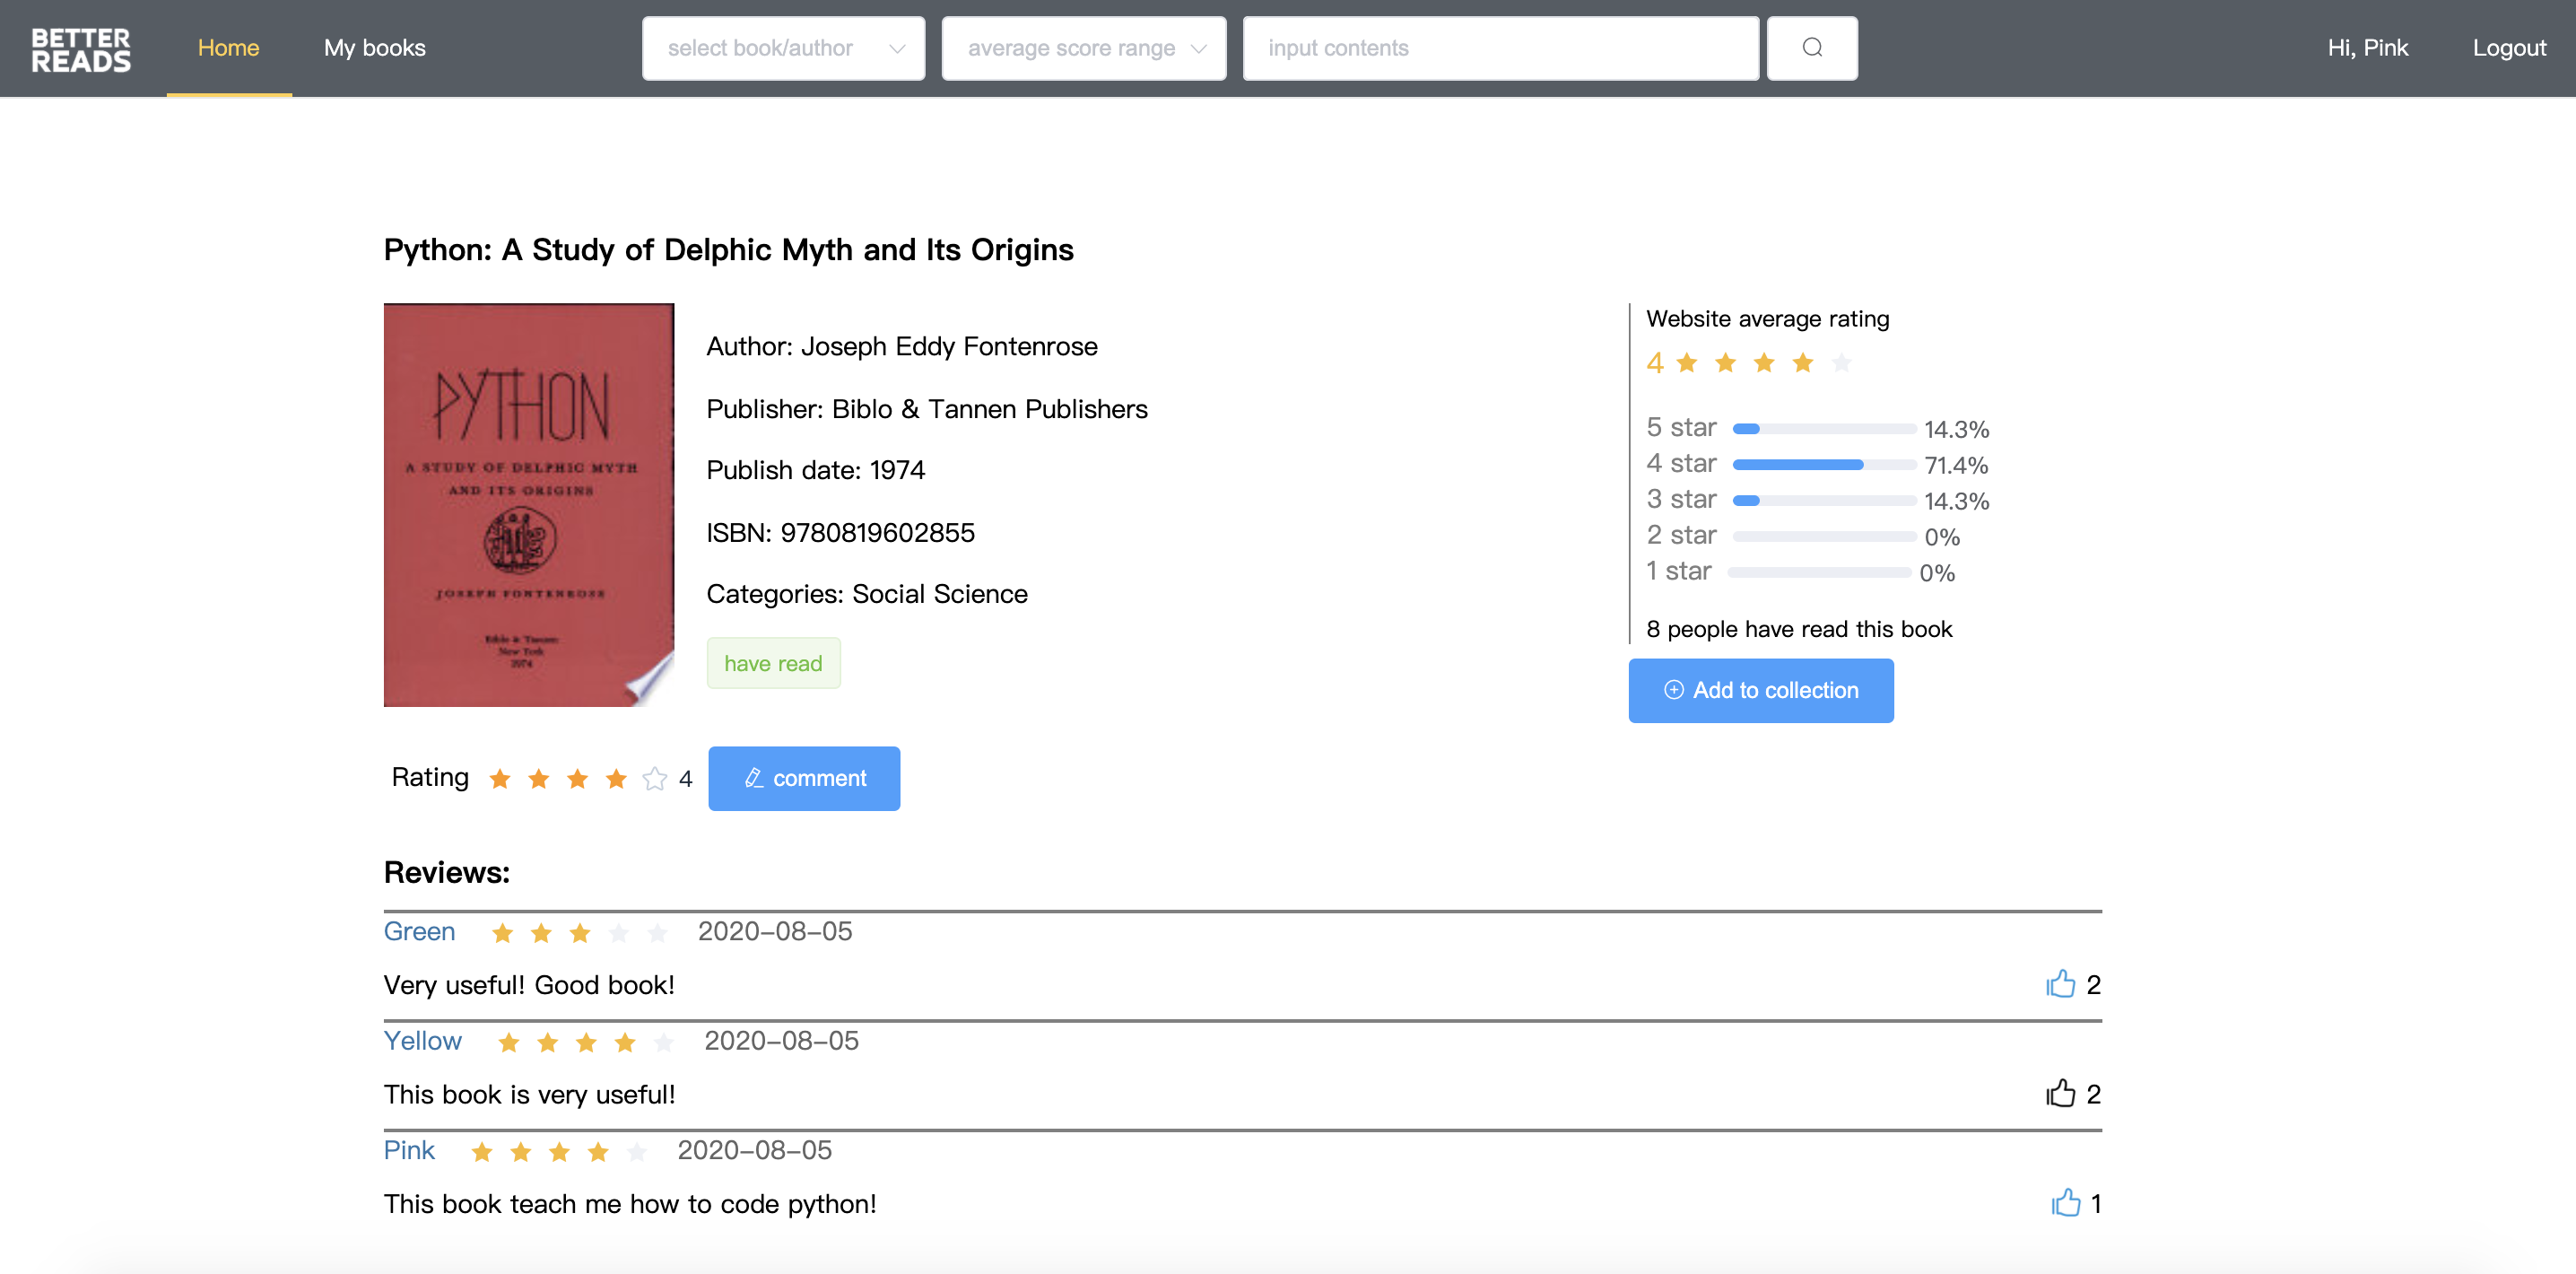 BETTER
READS
Home
My books
select book/author
average score range
input contents
Hi, Pink
Logout
Python: A Study of Delphic Myth and Its Origins
PYTHON
A STUDY OF DELPHIC MYTH
AND ITS ORIGINS
JOSEPH FONTENROSE
Biblo & Tannen
New York
1974
Author: Joseph Eddy Fontenrose
Publisher: Biblo & Tannen Publishers
Publish date: 1974
ISBN: 9780819602855
Categories: Social Science
have read
Website average rating
4
5 star 14.3%
4 star 71.4%
3 star 14.3%
2 star 0%
1 star 0%
8 people have read this book
Add to collection
Rating 4
comment
Reviews:
Green 2020-08-05
Very useful! Good book! 2
Yellow 2020-08-05
This book is very useful! 2
Pink 2020-08-05
This book teach me how to code python! 1